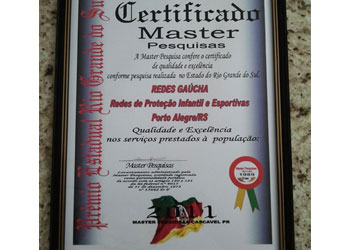 Prêmio Estadual Rio Grande do Su
Certificado
Master
Pesquisas
A Master Pesquisa confere o certificado
de qualidade e excelência
conforme pesquisa realizada no Estado do Rio Grande do Sul.
REDES GAÚCHA
Redes de Proteção Infantil e Esportivas
Porto Alegre/RS
Qualidade e Excelência
nos serviços prestados à população:
Master Pesquisas
2011
MASTER PESQUISAS CASCAVEL PR